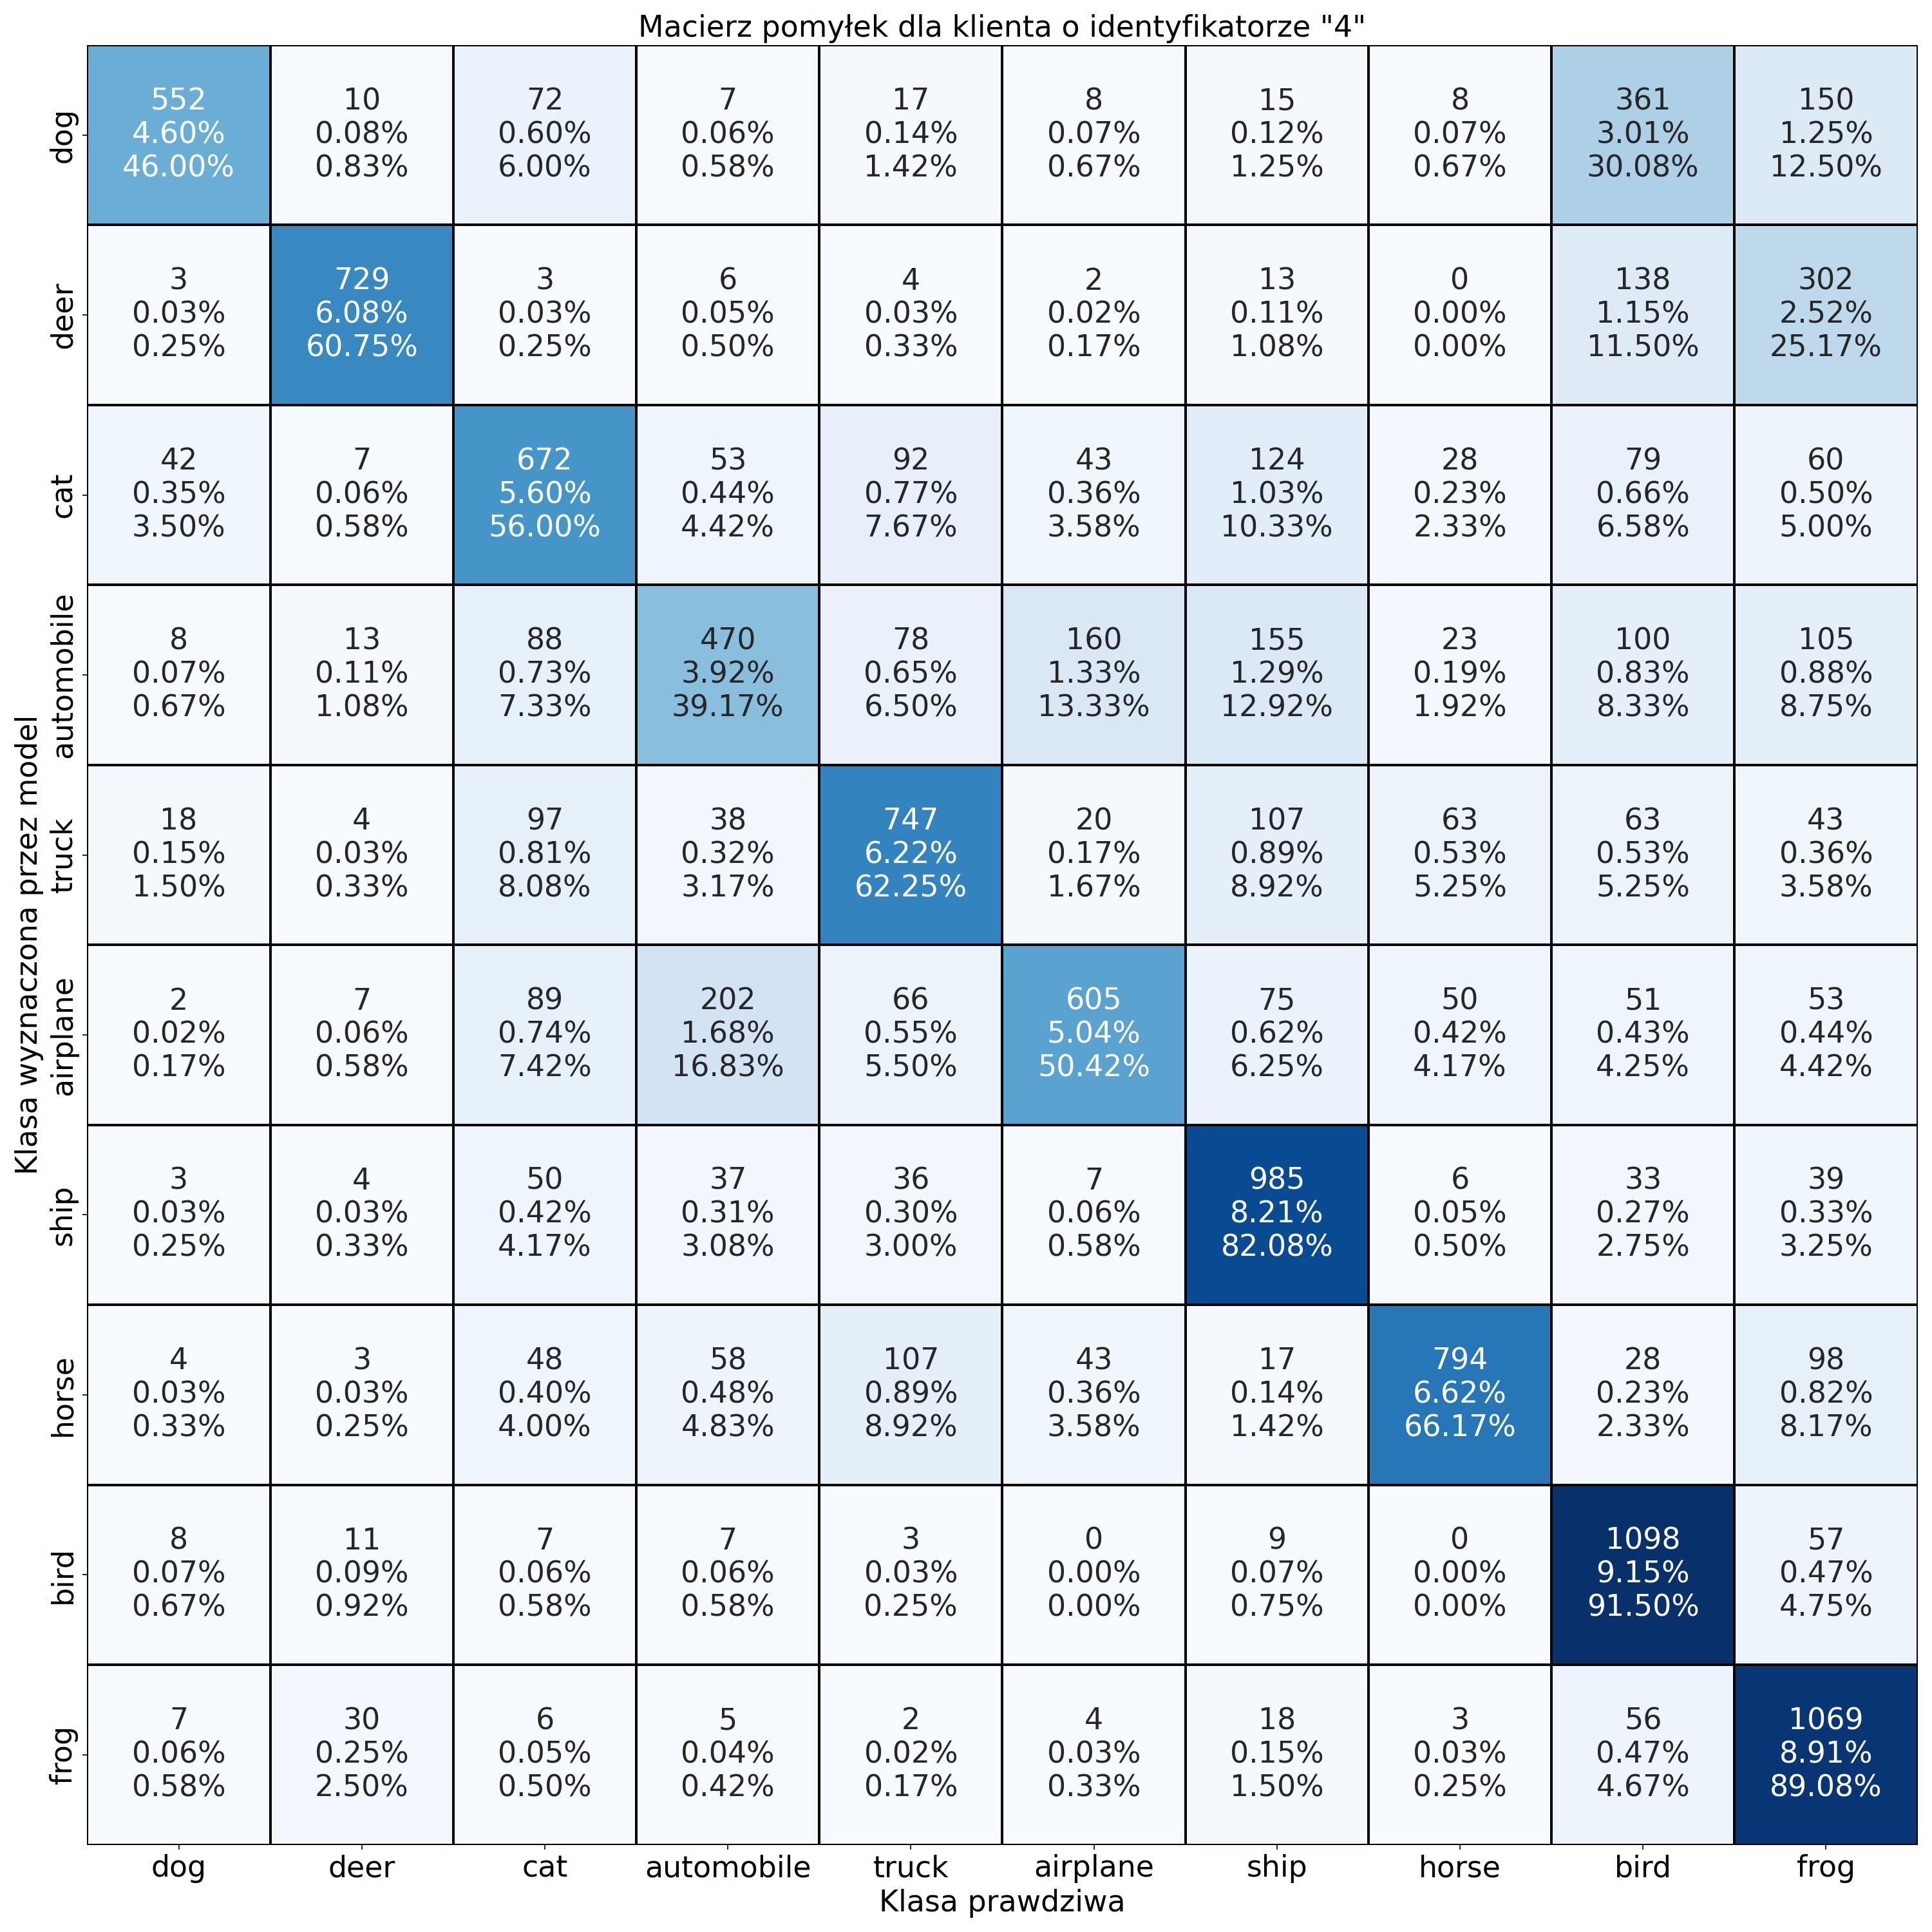 Macierz pomyłek dla klienta o identyfikatorze "4"
Klasa wyznaczona przez model
dog
552 10 72 7 17 8 15 8 361 150
4.60% 0.08% 0.60% 0.06% 0.14% 0.07% 0.12% 0.07% 3.01% 1.25%
46.00% 0.83% 6.00% 0.58% 1.42% 0.67% 1.25% 0.67% 30.08% 12.50%
deer
3 729 3 6 4 2 13 0 138 302
0.03% 6.08% 0.03% 0.05% 0.03% 0.02% 0.11% 0.00% 1.15% 2.52%
0.25% 60.75% 0.25% 0.50% 0.33% 0.17% 1.08% 0.00% 11.50% 25.17%
cat
42 7 672 53 92 43 124 28 79 60
0.35% 0.06% 5.60% 0.44% 0.77% 0.36% 1.03% 0.23% 0.66% 0.50%
3.50% 0.58% 56.00% 4.42% 7.67% 3.58% 10.33% 2.33% 6.58% 5.00%
automobile
8 13 88 470 78 160 155 23 100 105
0.07% 0.11% 0.73% 3.92% 0.65% 1.33% 1.29% 0.19% 0.83% 0.88%
0.67% 1.08% 7.33% 39.17% 6.50% 13.33% 12.92% 1.92% 8.33% 8.75%
truck
18 4 97 38 747 20 107 63 63 43
0.15% 0.03% 0.81% 0.32% 6.22% 0.17% 0.89% 0.53% 0.53% 0.36%
1.50% 0.33% 8.08% 3.17% 62.25% 1.67% 8.92% 5.25% 5.25% 3.58%
airplane
2 7 89 202 66 605 75 50 51 53
0.02% 0.06% 0.74% 1.68% 0.55% 5.04% 0.62% 0.42% 0.43% 0.44%
0.17% 0.58% 7.42% 16.83% 5.50% 50.42% 6.25% 4.17% 4.25% 4.42%
ship
3 4 50 37 36 7 985 6 33 39
0.03% 0.03% 0.42% 0.31% 0.30% 0.06% 8.21% 0.05% 0.27% 0.33%
0.25% 0.33% 4.17% 3.08% 3.00% 0.58% 82.08% 0.50% 2.75% 3.25%
horse
4 3 48 58 107 43 17 794 28 98
0.03% 0.03% 0.40% 0.48% 0.89% 0.36% 0.14% 6.62% 0.23% 0.82%
0.33% 0.25% 4.00% 4.83% 8.92% 3.58% 1.42% 66.17% 2.33% 8.17%
bird
8 11 7 7 3 0 9 0 1098 57
0.07% 0.09% 0.06% 0.06% 0.03% 0.00% 0.07% 0.00% 9.15% 0.47%
0.67% 0.92% 0.58% 0.58% 0.25% 0.00% 0.75% 0.00% 91.50% 4.75%
frog
7 30 6 5 2 4 18 3 56 1069
0.06% 0.25% 0.05% 0.04% 0.02% 0.03% 0.15% 0.03% 0.47% 8.91%
0.58% 2.50% 0.50% 0.42% 0.17% 0.33% 1.50% 0.25% 4.67% 89.08%
dog deer cat automobile truck airplane ship horse bird frog
Klasa prawdziwa